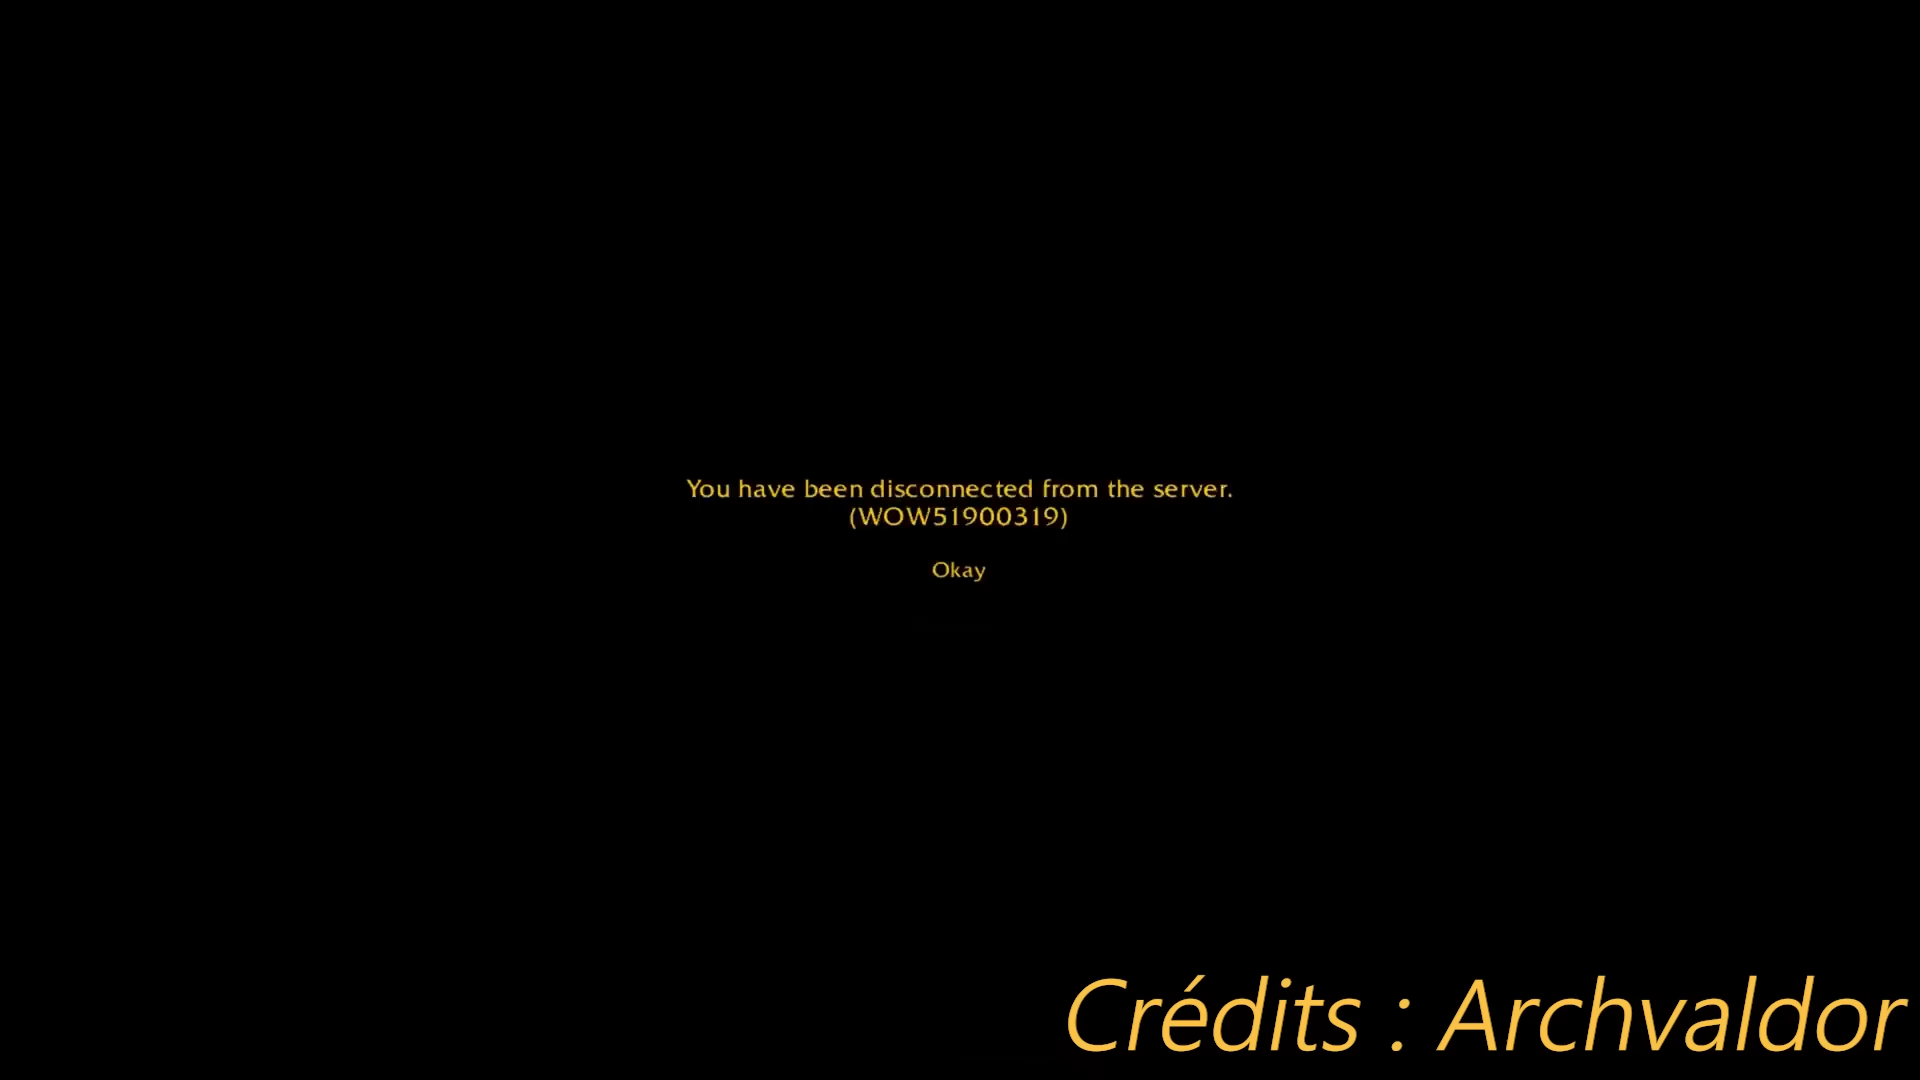 You have been disconnected from the server.
(WOW51900319)
Okay
Crédits : Archvaldor